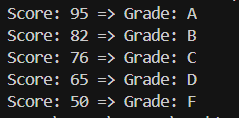 Score: 95 => Grade: A
Score: 82 => Grade: B
Score: 76 => Grade: C
Score: 65 => Grade: D
Score: 50 => Grade: F